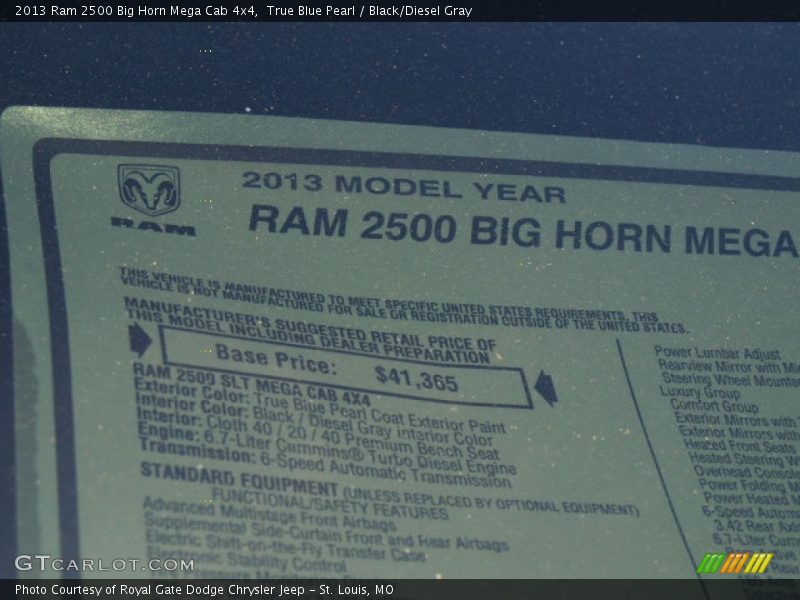 2013 Ram 2500 Big Horn Mega Cab 4x4, True Blue Pearl / Black/Diesel Gray
RAM
2013 MODEL YEAR
RAM 2500 BIG HORN MEGA
THIS VEHICLE IS MANUFACTURED TO MEET SPECIFIC UNITED STATES REQUIREMENTS. THIS
VEHICLE IS NOT MANUFACTURED FOR SALE OR REGISTRATION OUTSIDE OF THE UNITED STATES.
MANUFACTURER'S SUGGESTED RETAIL PRICE OF
THIS MODEL INCLUDING DEALER PREPARATION
Base Price: $41,365
RAM 2500 SLT MEGA CAB 4X4
Exterior Color: True Blue Pearl Coat Exterior Paint
Interior Color: Black / Diesel Gray Interior Color
Interior: Cloth 40 / 20 / 40 Premium Bench Seat
Engine: 6.7-Liter Cummins® Turbo Diesel Engine
Transmission: 6-Speed Automatic Transmission
STANDARD EQUIPMENT (UNLESS REPLACED BY OPTIONAL EQUIPMENT)
FUNCTIONAL/SAFETY FEATURES
Advanced Multistage Front Airbags
Supplemental Side-Curtain Front and Rear Airbags
Electric Shift-on-the-Fly Transfer Case
Electronic Stability Control
Power Lumbar Adjust
Rearview Mirror with
Steering Wheel
Luxury Group
Comfort Group
Exterior Mirrors with
Exterior Mirrors with
Heated Front Seats
Heated Steering
Overhead
Power Folding
Power Heated
6-Speed
3.42 Rear
6.7-Liter
Rear
GTCarLot.com
Photo Courtesy of Royal Gate Dodge Chrysler Jeep - St. Louis, MO